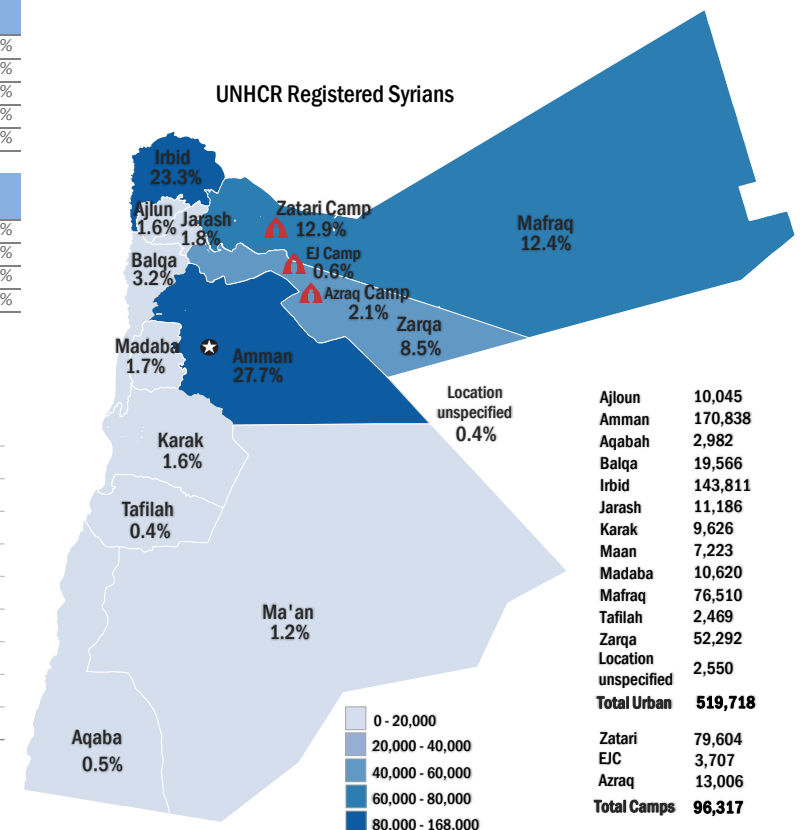 %
%
%
%
%
%
%
%
%
UNHCR Registered Syrians
Irbid
23.3%
Ajlun
1.6%
Jarash
1.8%
Zatari Camp
12.9%
Mafraq
12.4%
EJ Camp
0.6%
Balqa
3.2%
Azraq Camp
2.1%
Zarqa
8.5%
Madaba
1.7%
Amman
27.7%
Location
unspecified
0.4%
Karak
1.6%
Tafilah
0.4%
Ma'an
1.2%
Aqaba
0.5%
0 - 20,000
20,000 - 40,000
40,000 - 60,000
60,000 - 80,000
80,000 - 168,000
Ajloun 10,045
Amman 170,838
Aqabah 2,982
Balqa 19,566
Irbid 143,811
Jarash 11,186
Karak 9,626
Maan 7,223
Madaba 10,620
Mafraq 76,510
Tafilah 2,469
Zarqa 52,292
Location
unspecified 2,550
Total Urban 519,718
Zatari 79,604
EJC 3,707
Azraq 13,006
Total Camps 96,317